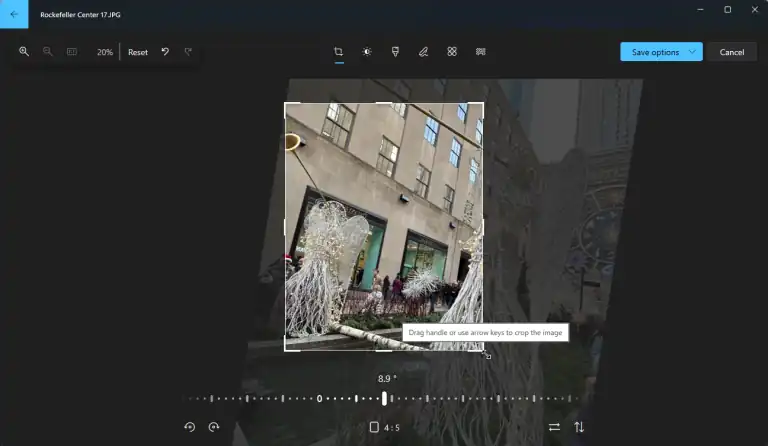 Rockefeller Center 17.JPG
20% Reset
Save options Cancel
Drag handle or use arrow keys to crop the image
8.9 °
4 : 5